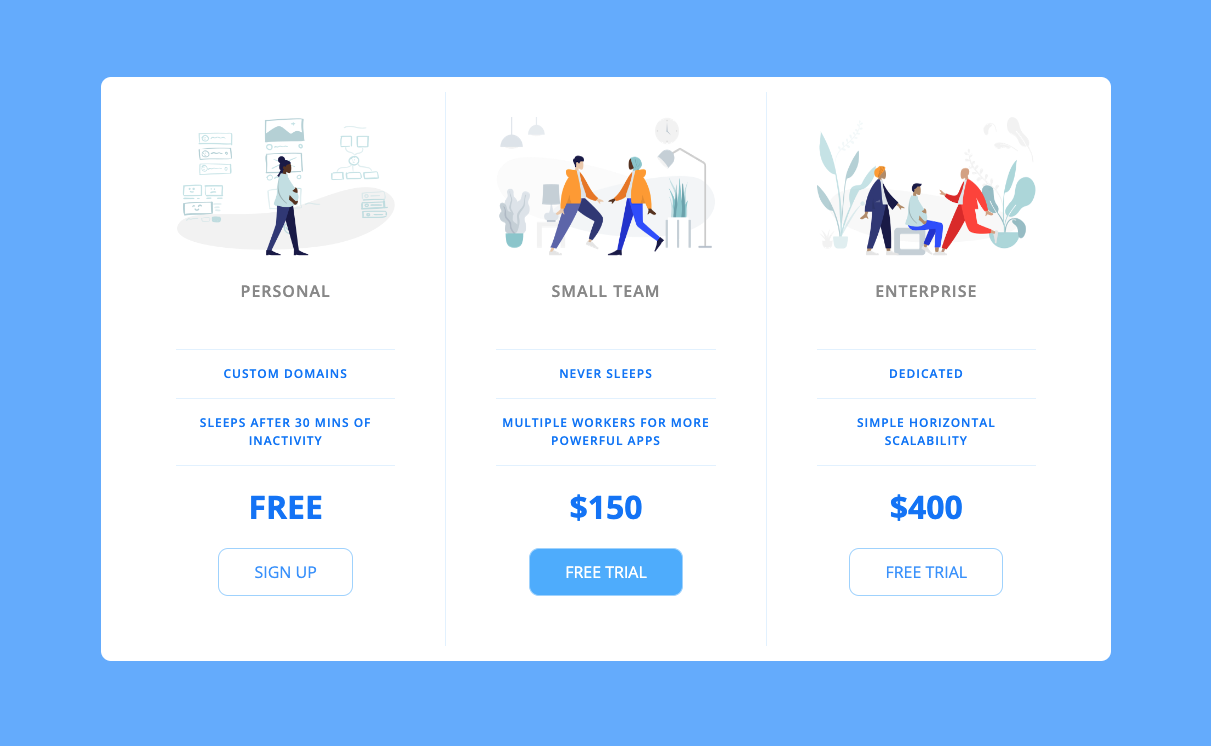 PERSONAL
CUSTOM DOMAINS
SLEEPS AFTER 30 MINS OF
INACTIVITY
FREE
SIGN UP
SMALL TEAM
NEVER SLEEPS
MULTIPLE WORKERS FOR MORE
POWERFUL APPS
$150
FREE TRIAL
ENTERPRISE
DEDICATED
SIMPLE HORIZONTAL
SCALABILITY
$400
FREE TRIAL